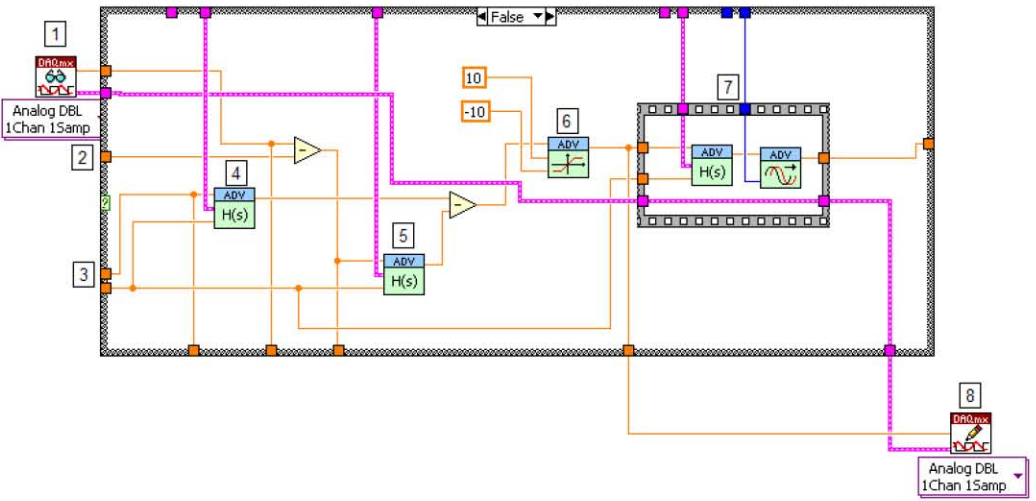 False
1
DAQmx
Analog DBL
1Chan 1Samp
2
?
3
4
ADV
H(s)
5
ADV
H(s)
10
-10
6
ADV
7
ADV
H(s)
ADV
8
DAQmx
Analog DBL
1Chan 1Samp